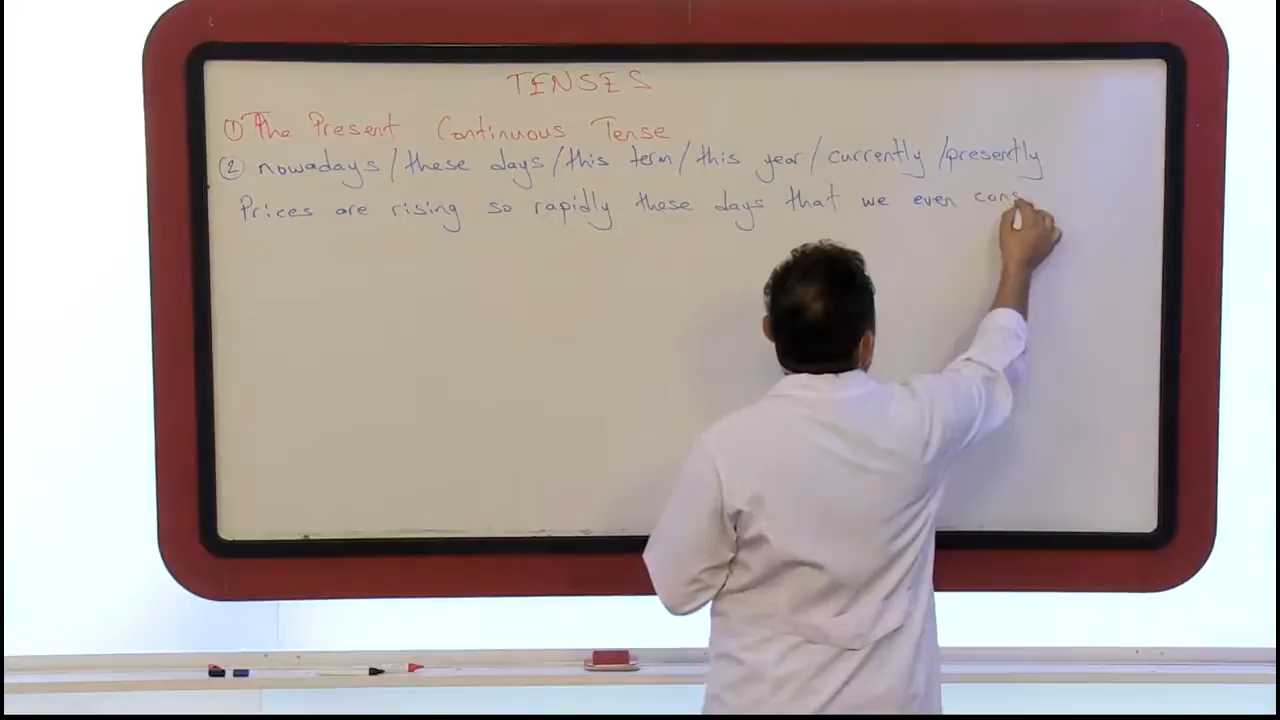 TENSES
① The Present Continuous Tense
② nowadays / these days / this term / this year / currently / presently
Prices are rising so rapidly these days that we even cons